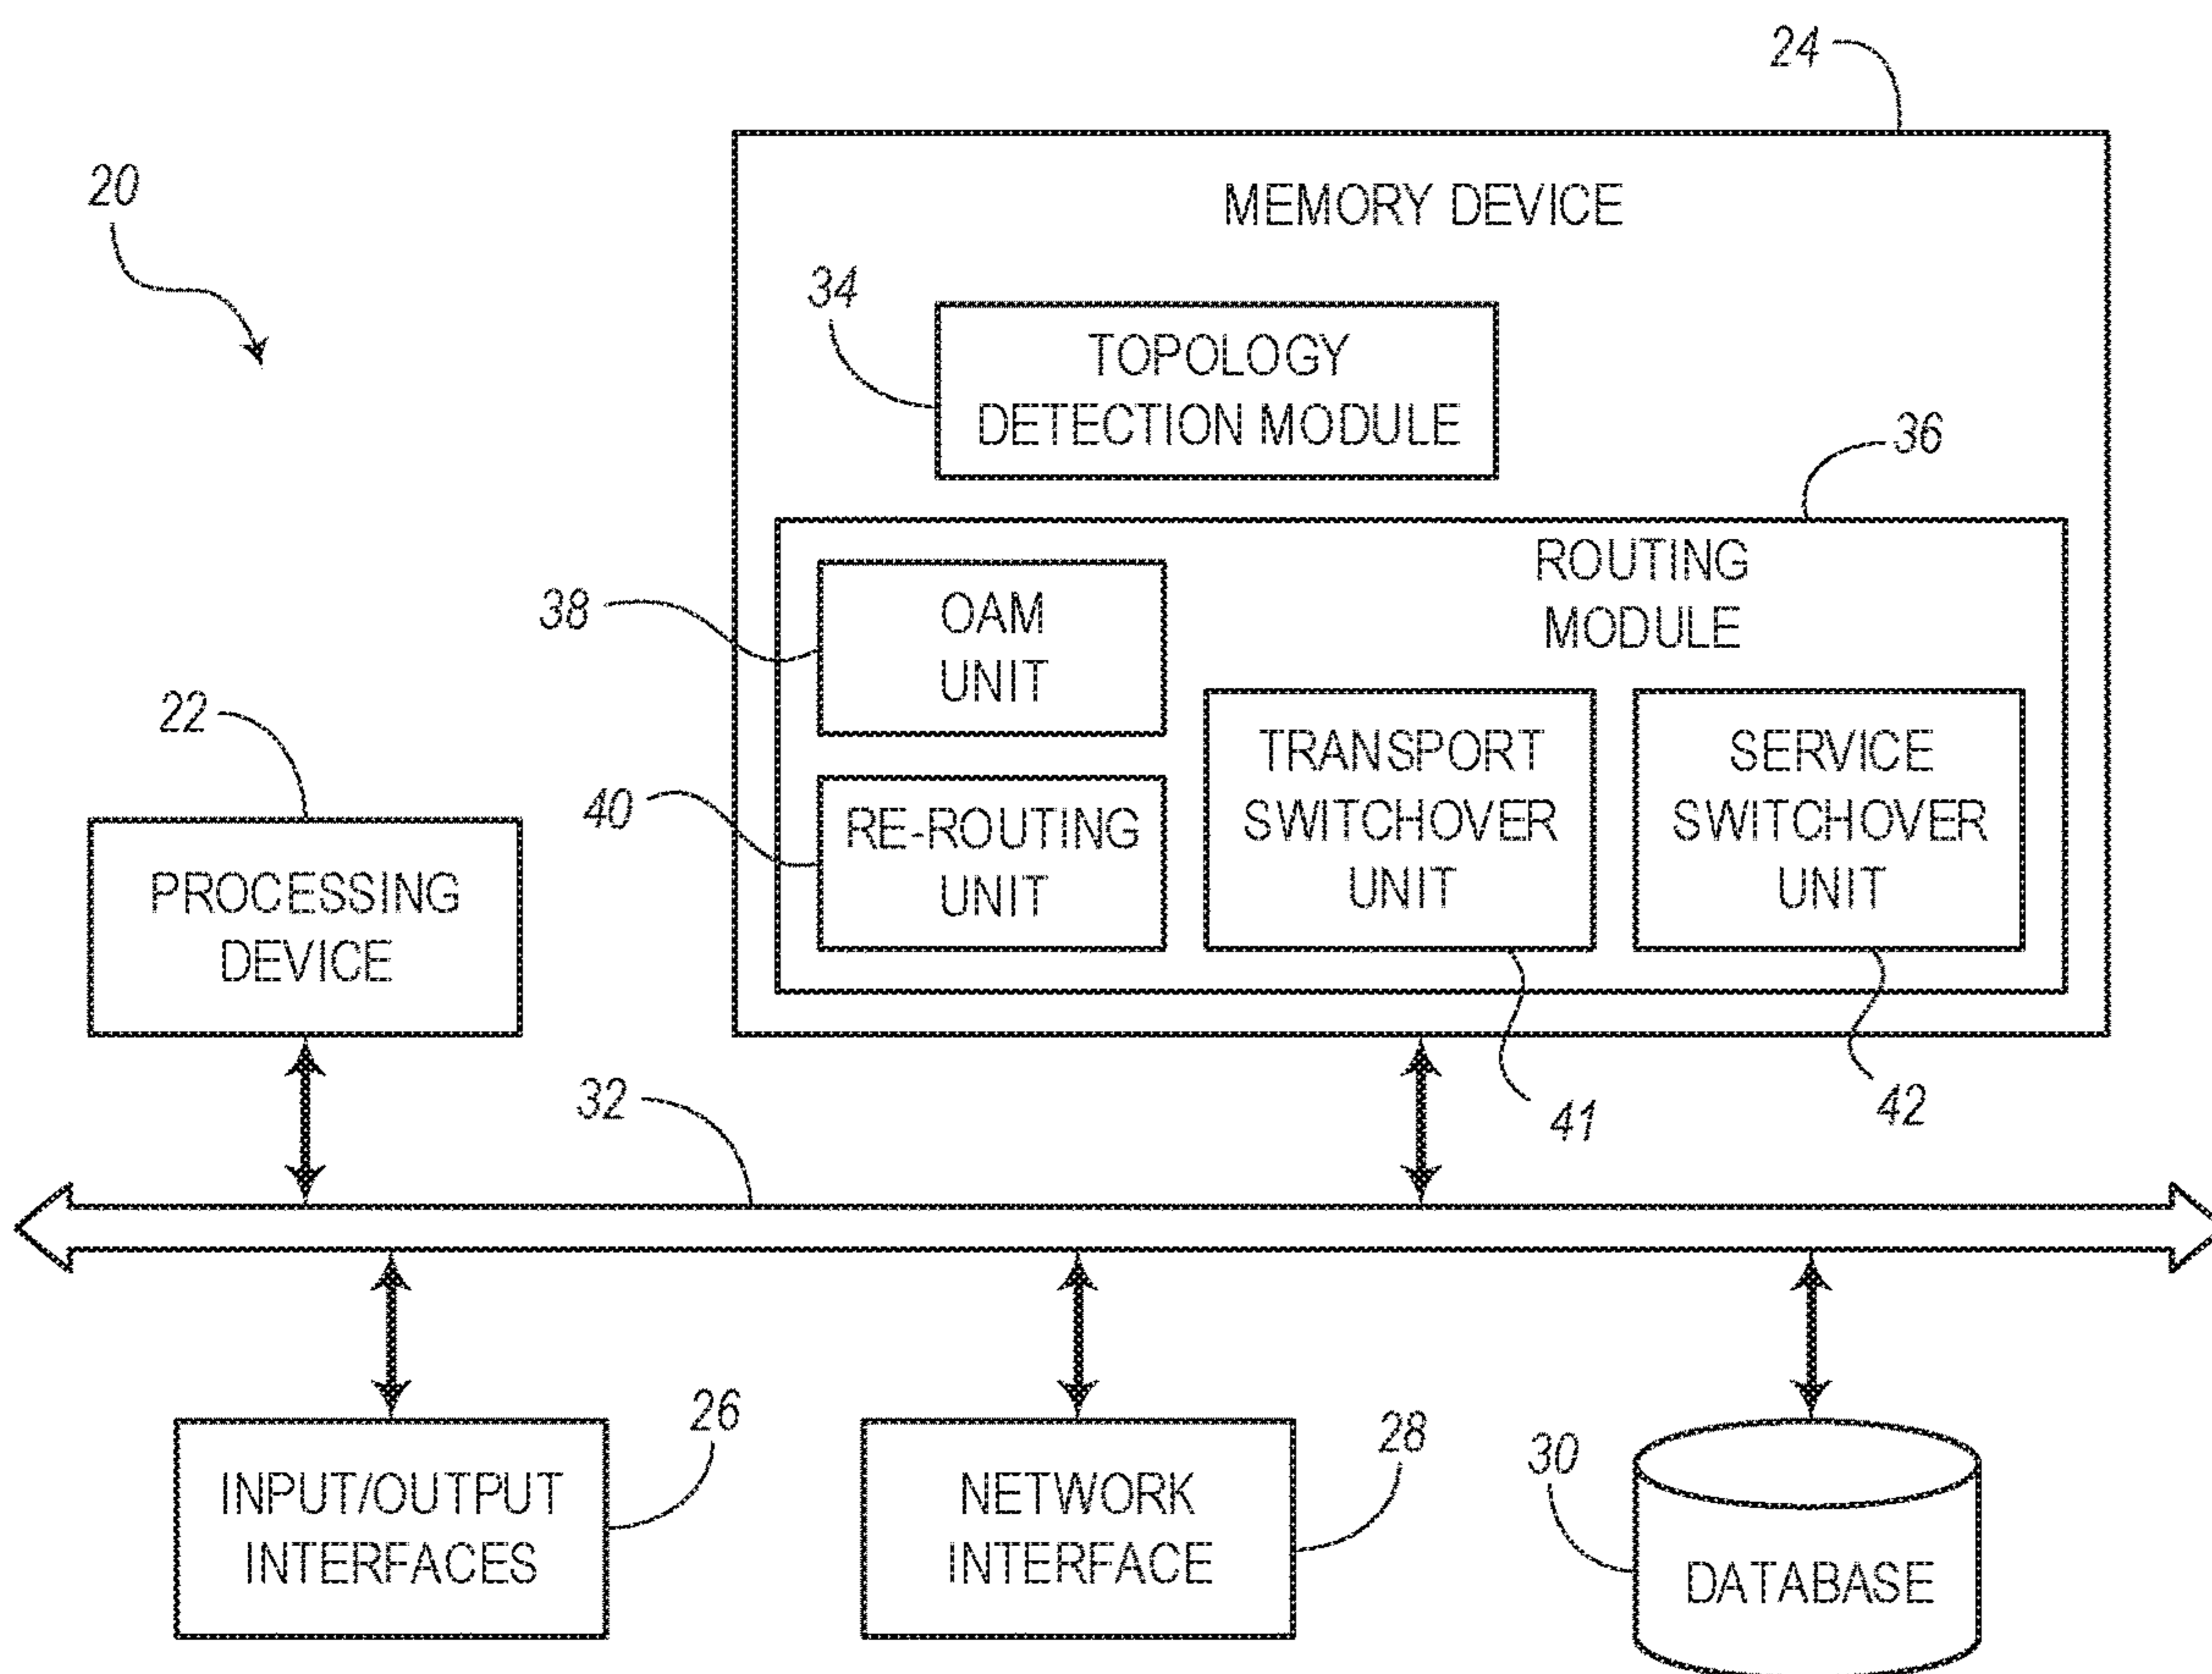 24
20
MEMORY DEVICE
34
TOPOLOGY
DETECTION MODULE
36
ROUTING
MODULE
38
OAM
UNIT
22
40
RE-ROUTING
UNIT
TRANSPORT
SWITCHOVER
UNIT
SERVICE
SWITCHOVER
UNIT
PROCESSING
DEVICE
32
41
42
26
28
30
INPUT/OUTPUT
INTERFACES
NETWORK
INTERFACE
DATABASE